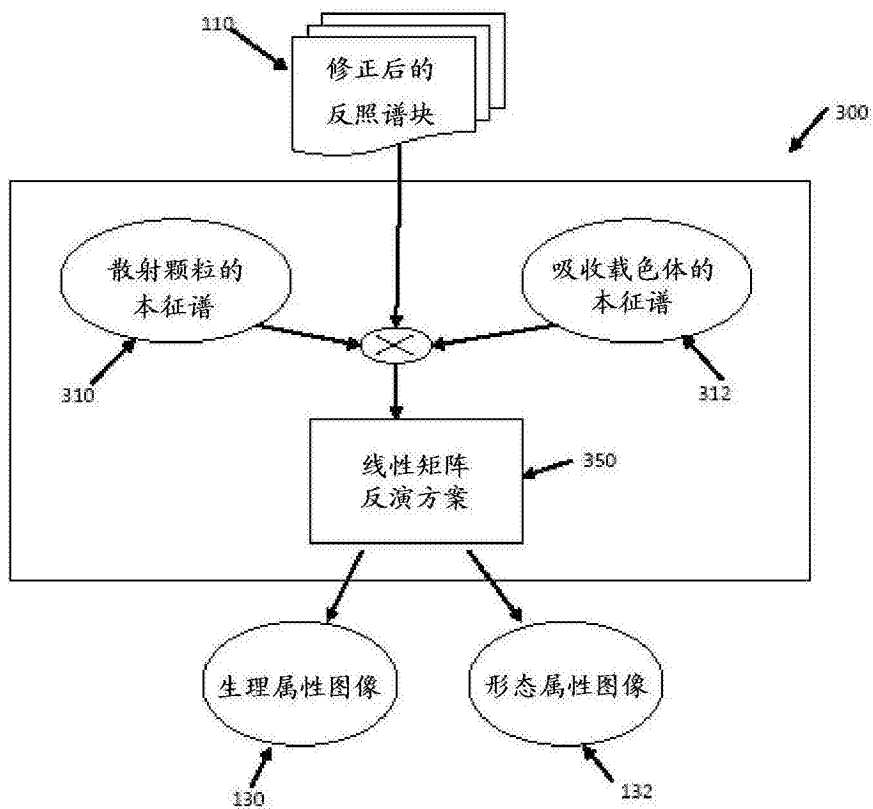 110
修正后的
反照谱块
300
散射颗粒的
本征谱
吸收载色体的
本征谱
310
312
线性矩阵
反演方案
350
生理属性图像
形态属性图像
130
132